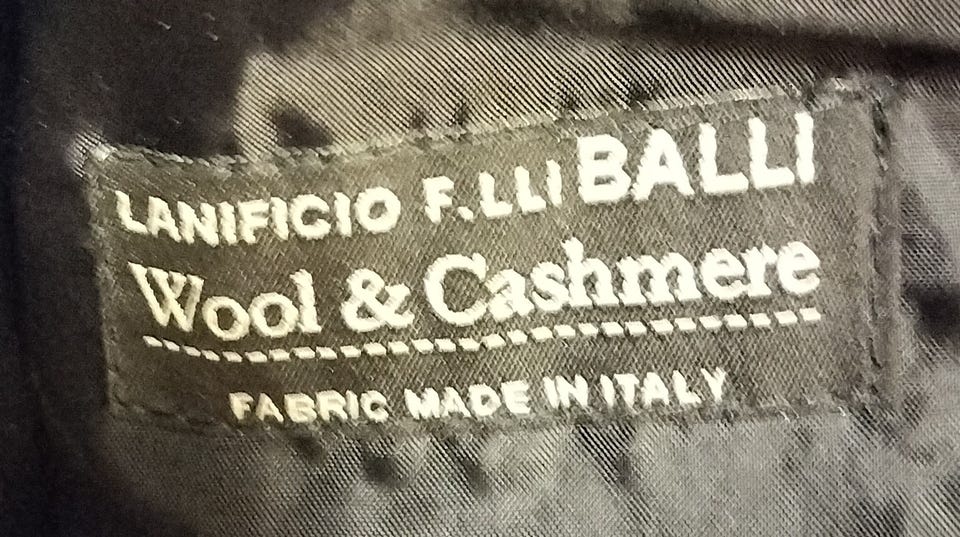 LANIFICIO F.LLI BALLI
Wool & Cashmere
FABRIC MADE IN ITALY